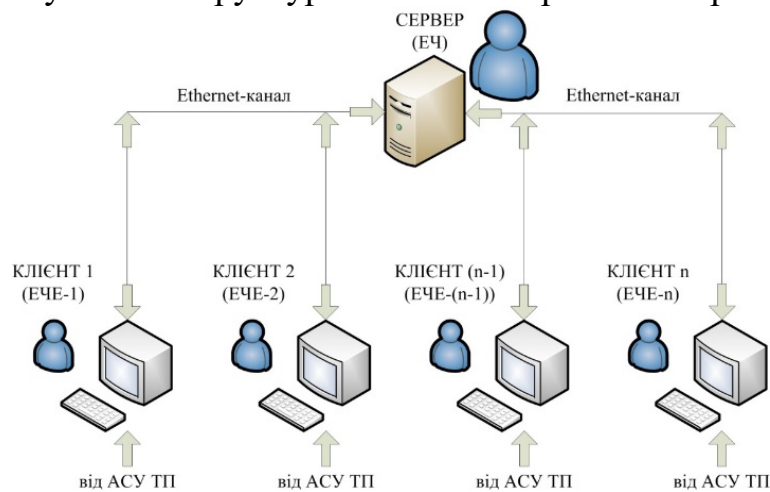 СЕРВЕР
(ЕЧ)
Ethernet-канал
Ethernet-канал
КЛІЄНТ 1
(ЕЧЕ-1)
КЛІЄНТ 2
(ЕЧЕ-2)
КЛІЄНТ (n-1)
(ЕЧЕ-(n-1))
КЛІЄНТ n
(ЕЧЕ-n)
від АСУ ТП
від АСУ ТП
від АСУ ТП
від АСУ ТП